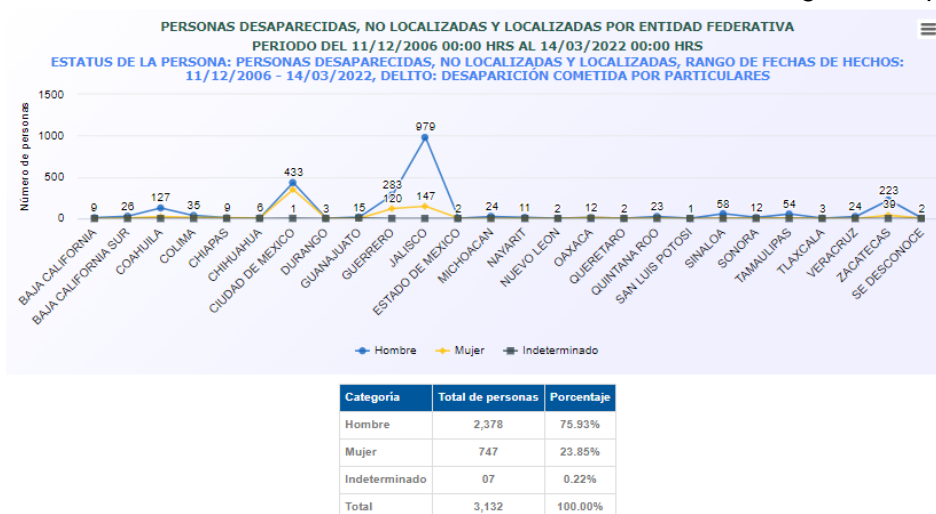 PERSONAS DESAPARECIDAS, NO LOCALIZADAS Y LOCALIZADAS POR ENTIDAD FEDERATIVA
PERIODO DEL 11/12/2006 00:00 HRS AL 14/03/2022 00:00 HRS
ESTATUS DE LA PERSONA: PERSONAS DESAPARECIDAS, NO LOCALIZADAS Y LOCALIZADAS, RANGO DE FECHAS DE HECHOS:
11/12/2006 - 14/03/2022, DELITO: DESAPARICIÓN COMETIDA POR PARTICULARES
Número de personas
1500
1000
500
0
9 26 127 35 9 6 433 1 3 15 283 120 979 147 2 24 11 2 12 2 23 1 58 12 54 3 24 223 39 2
BAJA CALIFORNIA
BAJA CALIFORNIA SUR
COAHUILA
COLIMA
CHIAPAS
CHIHUAHUA
CIUDAD DE MEXICO
DURANGO
GUANAJUATO
GUERRERO
JALISCO
ESTADO DE MEXICO
MICHOACAN
NAYARIT
NUEVO LEON
OAXACA
QUERETARO
QUINTANA ROO
SAN LUIS POTOSI
SINALOA
SONORA
TAMAULIPAS
TLAXCALA
VERACRUZ
ZACATECAS
SE DESCONOCE
Hombre Mujer Indeterminado
Categoría Total de personas Porcentaje
Hombre 2,378 75.93%
Mujer 747 23.85%
Indeterminado 07 0.22%
Total 3,132 100.00%